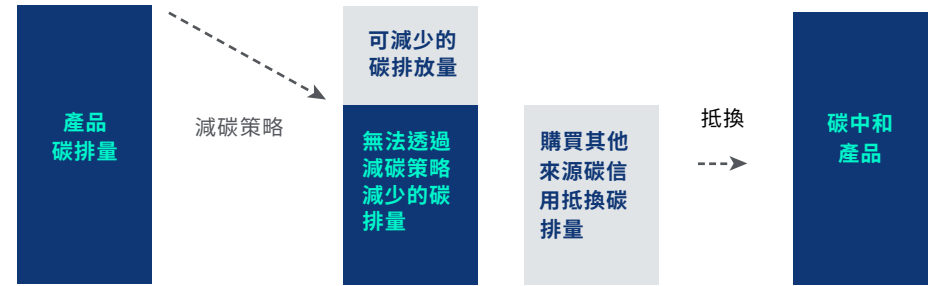 產品
碳排量
減碳策略
可減少的
碳排放量
無法透過
減碳策略
減少的碳
排量
購買其他
來源碳信
用抵換碳
排量
抵換
碳中和
產品